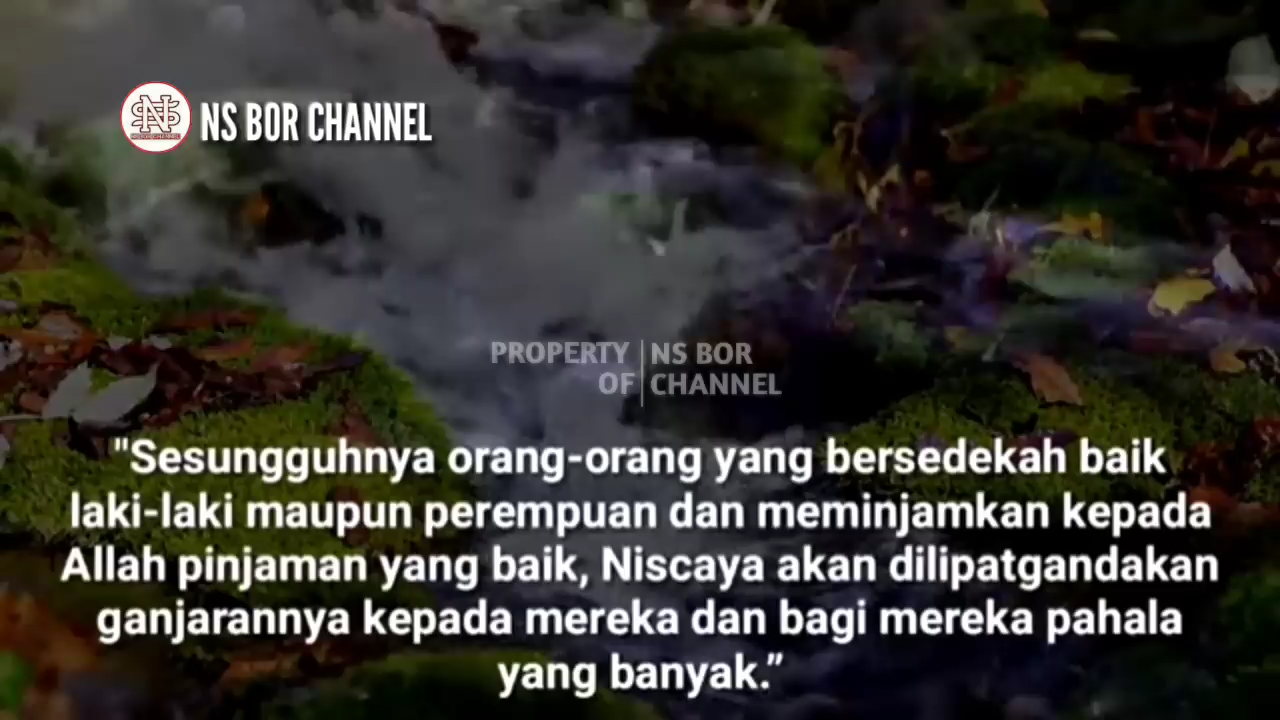 NS BOR CHANNEL
PROPERTY OF NS BOR CHANNEL
"Sesungguhnya orang-orang yang bersedekah baik
laki-laki maupun perempuan dan meminjamkan kepada
Allah pinjaman yang baik, Niscaya akan dilipatgandakan
ganjarannya kepada mereka dan bagi mereka pahala
yang banyak.”